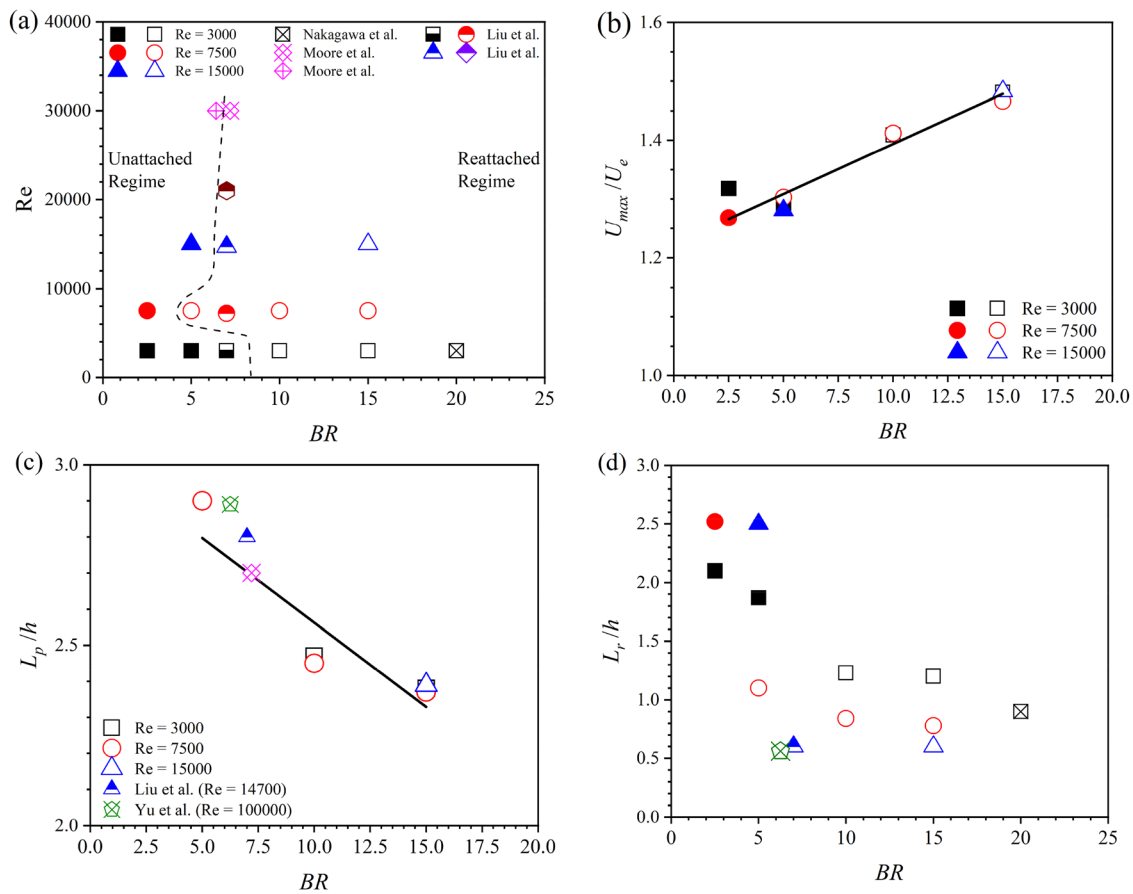 (a)
40000
30000
20000
10000
0
Re
Re = 3000
Nakagawa et al.
Liu et al.
Re = 7500
Moore et al.
Liu et al.
Re = 15000
Moore et al.
Unattached
Regime
Reattached
Regime
0 5 10 15 20 25
BR
(b)
1.6
1.4
1.2
1.0
U_max /U_e
Re = 3000
Re = 7500
Re = 15000
0.0 2.5 5.0 7.5 10.0 12.5 15.0 17.5 20.0
BR
(c)
3.0
2.5
2.0
L_p /h
Re = 3000
Re = 7500
Re = 15000
Liu et al. (Re = 14700)
Yu et al. (Re = 100000)
0.0 2.5 5.0 7.5 10.0 12.5 15.0 17.5 20.0
BR
(d)
3.0
2.5
2.0
1.5
1.0
0.5
0.0
L_r /h
0 5 10 15 20 25
BR